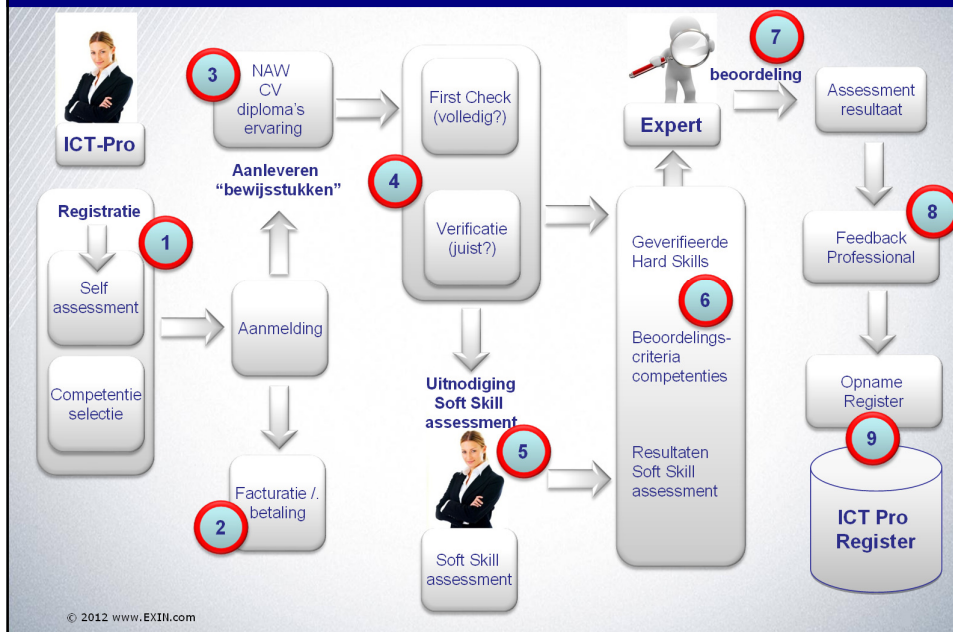 ICT-Pro
Registratie
1
Self
assessment
Competentie
selectie
Aanmelding
2
Facturatie /.
betaling
3
NAW
CV
diploma's
ervaring
Aanleveren
“bewijsstukken”
4
First Check
(volledig?)
Verificatie
(juist?)
Uitnodiging
Soft Skill
assessment
5
Soft Skill
assessment
6
Geverifieerde
Hard Skills
Beoordelings-
criteria
competenties
Resultaten
Soft Skill
assessment
Expert
7
beoordeling
Assessment
resultaat
8
Feedback
Professional
Opname
Register
9
ICT Pro
Register
© 2012 www.EXIN.com